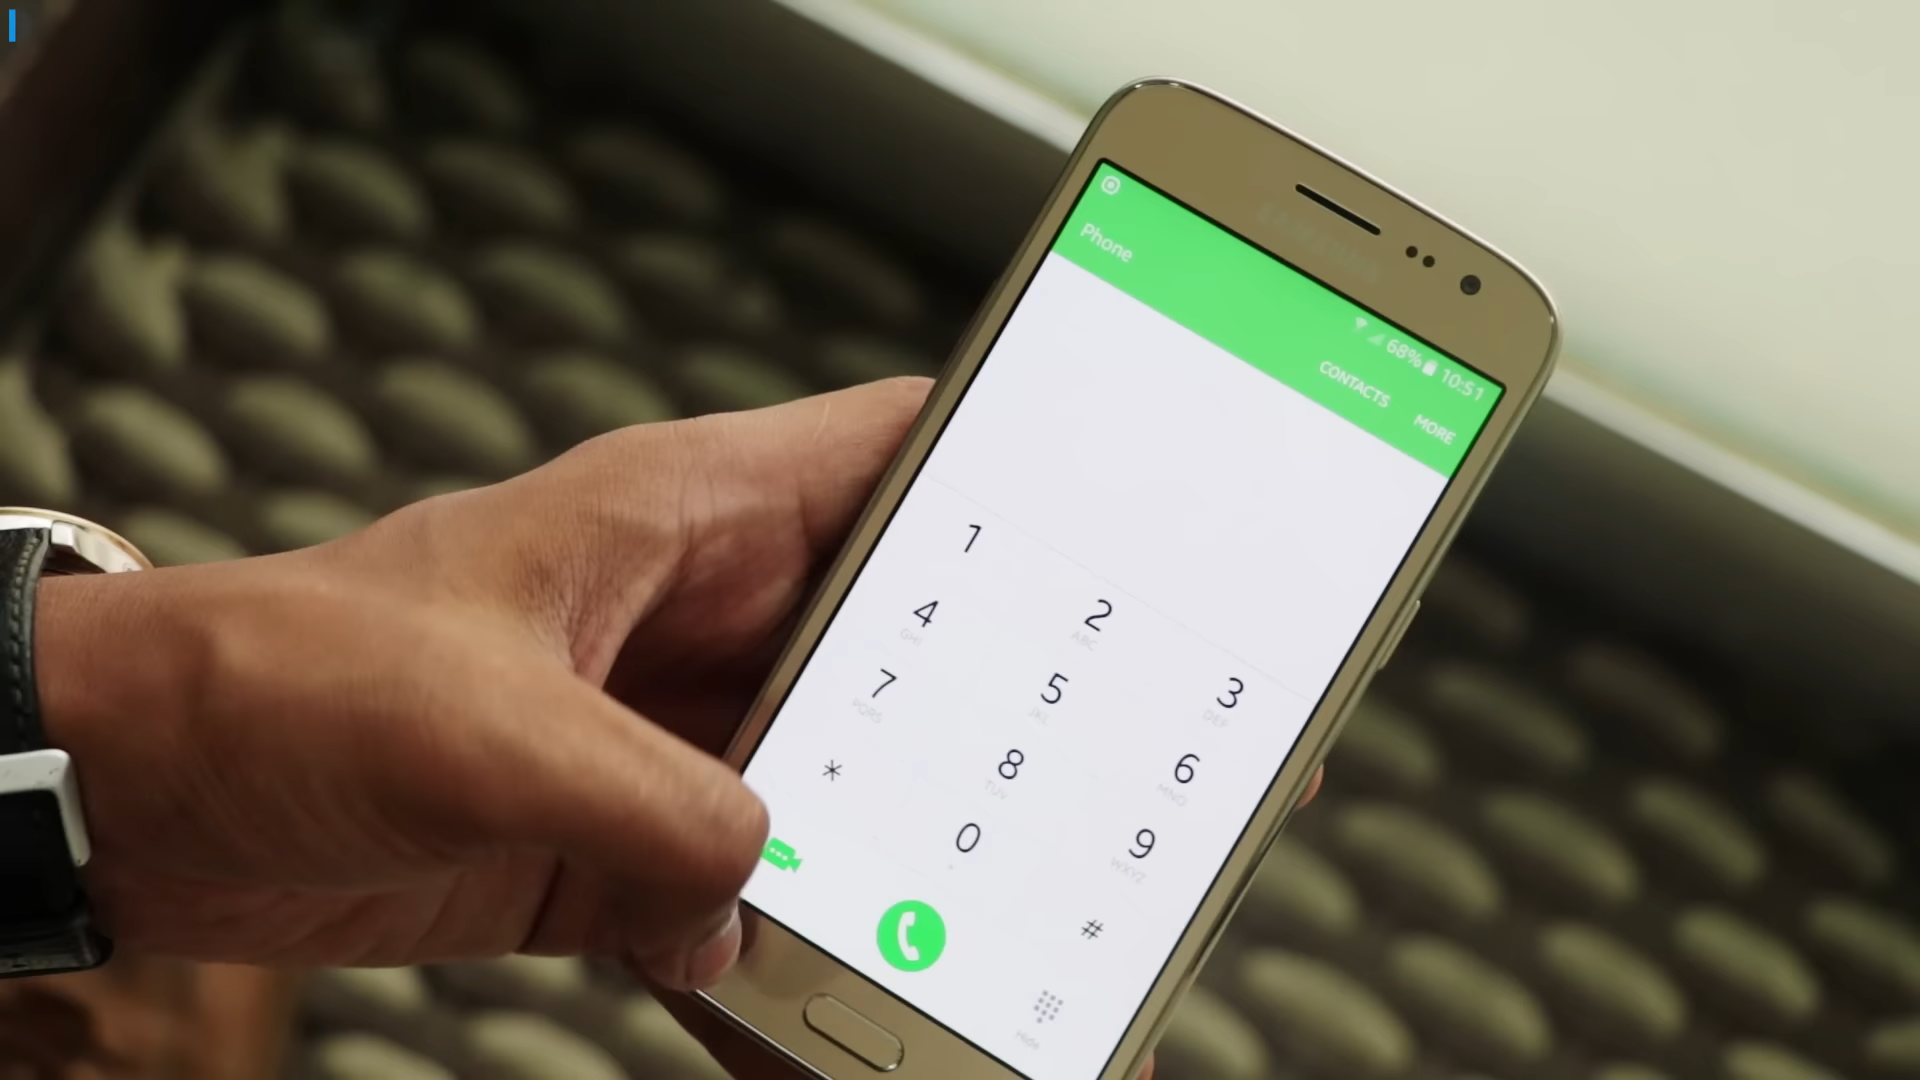 SAMSUNG
68% 10:51
Phone
CONTACTS MORE
1
2 ABC
3 DEF
4 GHI
5 JKL
6 MNO
7 PQRS
8 TUV
9 WXYZ
*
0
#
Hide